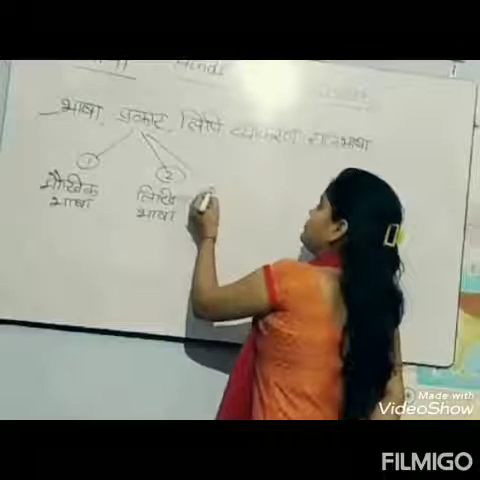 Hindi
भाषा, प्रकार, लिपि व्याकरण राजभाषा
1 2
मौखिक लिखि
भाषा भाषा
Made with
VideoShow
FILMIGO